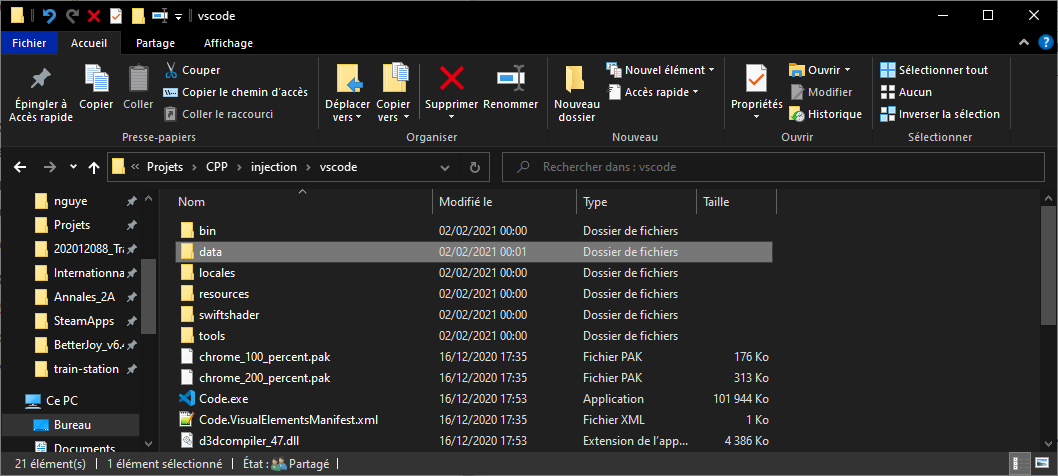 vscode
Fichier Accueil Partage Affichage
Épingler à Accès rapide
Copier
Coller
Couper
Copier le chemin d'accès
Coller le raccourci
Presse-papiers
Déplacer vers
Copier vers
Supprimer
Renommer
Organiser
Nouveau dossier
Nouvel élément
Accès rapide
Nouveau
Propriétés
Ouvrir
Modifier
Historique
Ouvrir
Sélectionner tout
Aucun
Inverser la sélection
Sélectionner
« Projets > CPP > injection > vscode
Rechercher dans : vscode
nguye
Projets
202012088_Tra
Internationna
Annales_2A
SteamApps
BetterJoy_v6.4
train-station
Ce PC
Bureau
Documents
Nom Modifié le Type Taille
bin 02/02/2021 00:00 Dossier de fichiers
data 02/02/2021 00:01 Dossier de fichiers
locales 02/02/2021 00:00 Dossier de fichiers
resources 02/02/2021 00:00 Dossier de fichiers
swiftshader 02/02/2021 00:00 Dossier de fichiers
tools 02/02/2021 00:00 Dossier de fichiers
chrome_100_percent.pak 16/12/2020 17:35 Fichier PAK 176 Ko
chrome_200_percent.pak 16/12/2020 17:35 Fichier PAK 313 Ko
Code.exe 16/12/2020 17:53 Application 101 944 Ko
Code.VisualElementsManifest.xml 16/12/2020 17:35 Fichier XML 1 Ko
d3dcompiler_47.dll 16/12/2020 17:53 Extension de l'app... 4 386 Ko
21 élément(s) 1 élément sélectionné État : Partagé